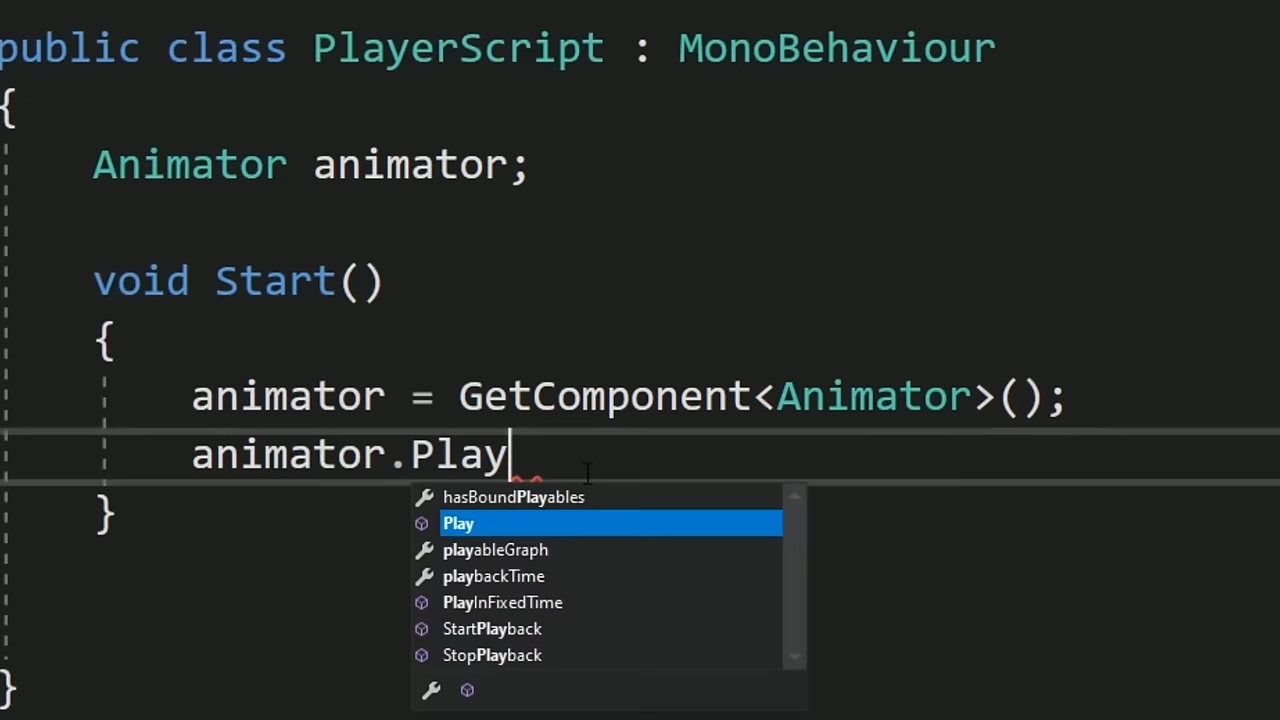 public class PlayerScript : MonoBehaviour
{
Animator animator;
void Start()
{
animator = GetComponent<Animator>();
animator.Play
}
hasBoundPlayables
Play
playableGraph
playbackTime
PlayInFixedTime
StartPlayback
StopPlayback
}